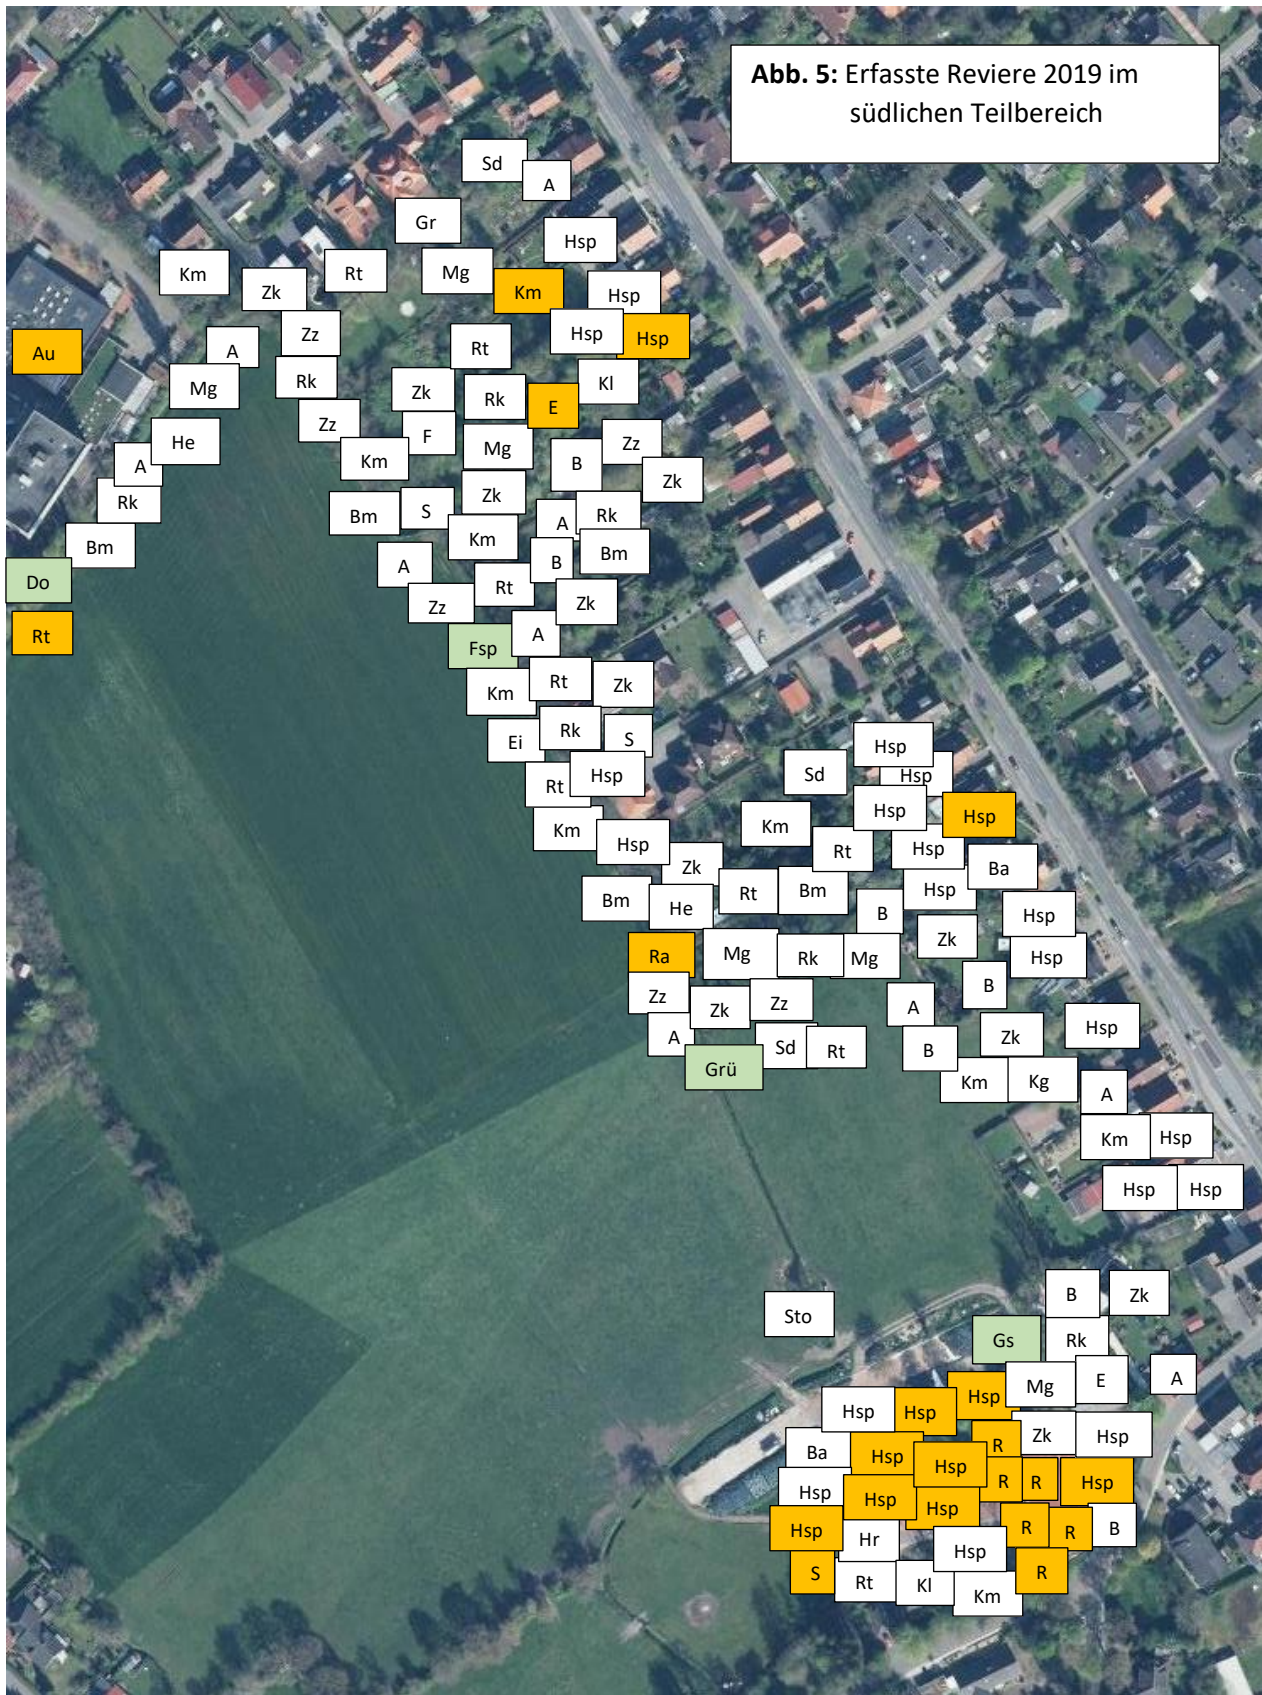 Abb. 5: Erfasste Reviere 2019 im
südlichen Teilbereich
Sd
A
Gr
Hsp
Km
Zk
Rt
Mg
Km
Hsp
Au
A
Zz
Rt
Hsp
Hsp
Mg
Rk
Zk
Rk
E
Kl
He
Zz
F
Mg
Zz
A
Km
B
Zk
Rk
Bm
S
Zk
A
Rk
Bm
Km
Bm
Do
A
Rt
B
Zk
Rt
Zz
Fsp
A
Km
Rt
Zk
Ei
Rk
S
Hsp
Rt
Hsp
Sd
Hsp
Km
Hsp
Km
Rt
Hsp
Hsp
Hsp
Zk
Ba
Bm
He
Rt
Bm
B
Hsp
Hsp
Ra
Mg
Rk
Mg
Zk
Hsp
Zz
Zk
Zz
A
B
A
Sd
Rt
B
Zk
Hsp
Grü
Km
Kg
A
Km
Hsp
Hsp
Hsp
B
Zk
Sto
Gs
Rk
Mg
E
A
Hsp
Hsp
Hsp
Ba
Hsp
Hsp
R
Zk
Hsp
Hsp
Hsp
Hsp
R
R
Hsp
Hsp
Hr
Hsp
R
R
B
S
Rt
Kl
Km
R